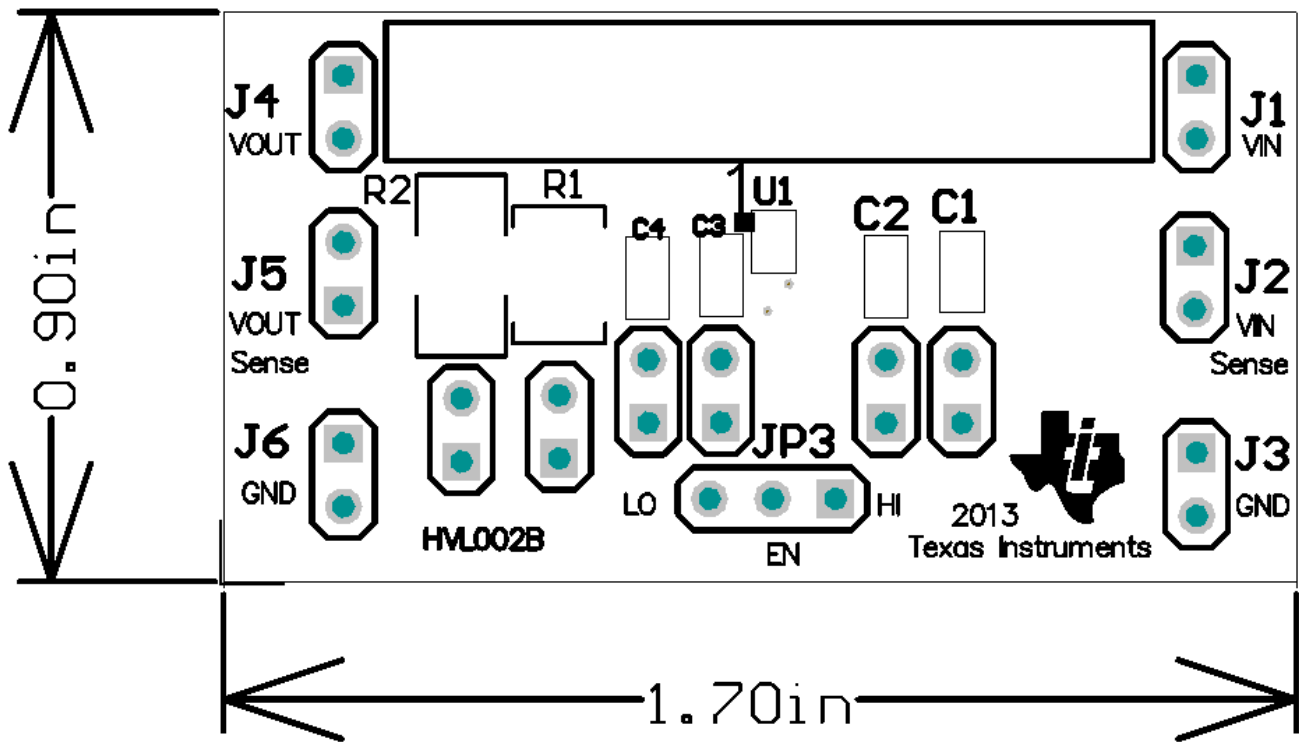 J4
VOUT
J1
VIN
R2
R1
1
U1
C4
C3
C2
C1
J5
VOUT
Sense
J2
VIN
Sense
0.90in
J6
GND
JP3
J3
GND
LO
HI
EN
HVL002B
2013
Texas Instruments
1.70in